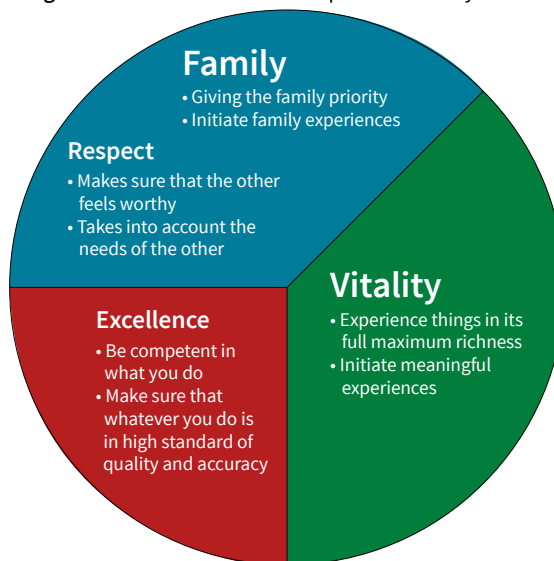 Family
• Giving the family priority
• Initiate family experiences
Respect
• Makes sure that the other
feels worthy
• Takes into account the
needs of the other
Vitality
• Experience things in its
full maximum richness
• Initiate meaningful
experiences
Excellence
• Be competent in
what you do
• Make sure that
whatever you do is
in high standard of
quality and accuracy